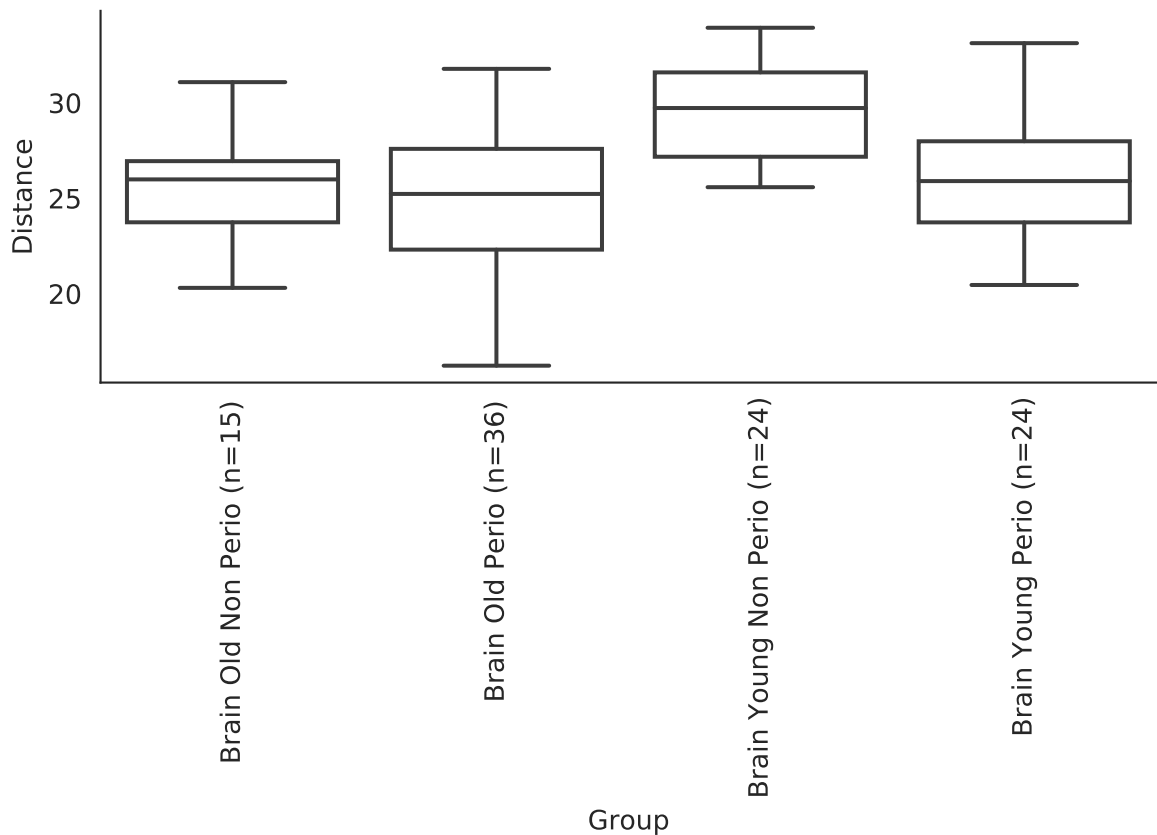 Distance
30
25
20
Brain Old Non Perio (n=15)
Brain Old Perio (n=36)
Brain Young Non Perio (n=24)
Brain Young Perio (n=24)
Group